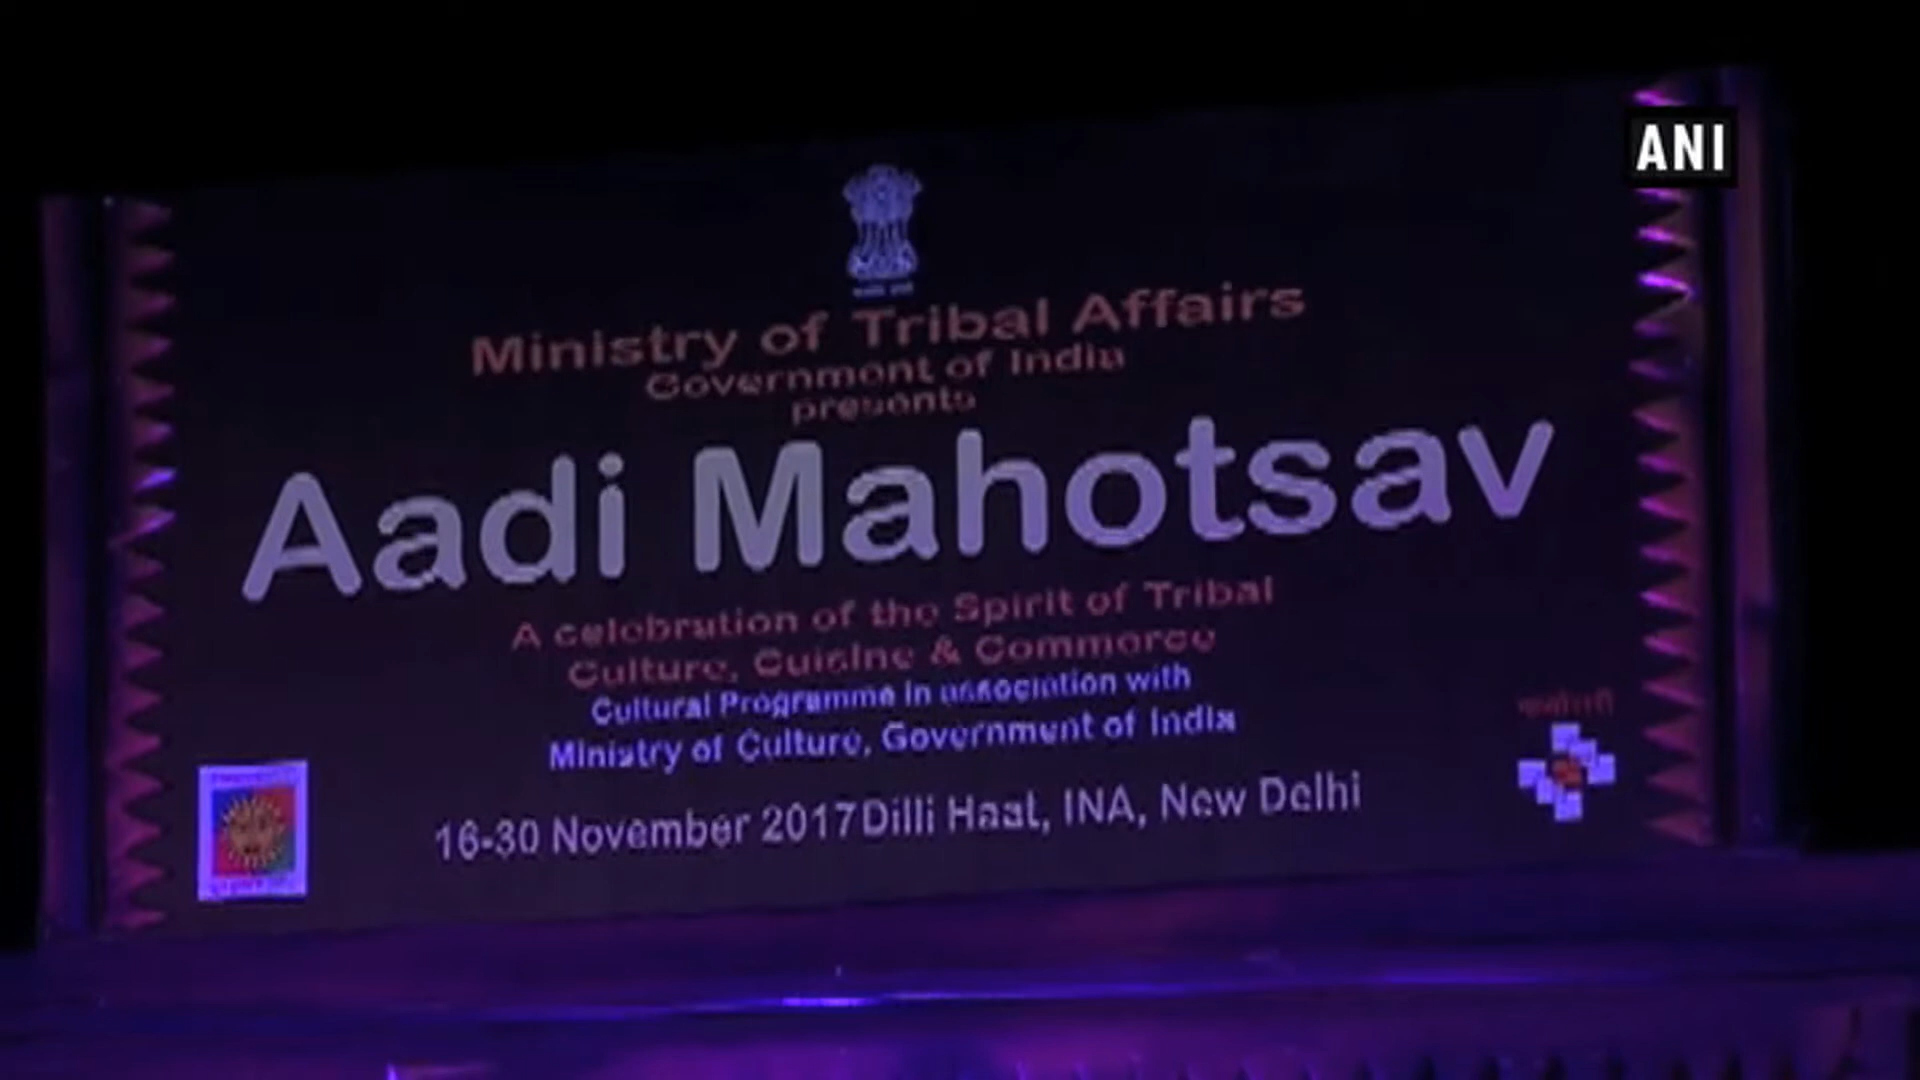 ANI
Ministry of Tribal Affairs
Government of India
presents
Aadi Mahotsav
A celebration of the Spirit of Tribal
Culture, Cuisine & Commerce
Cultural Programme in association with
Ministry of Culture, Government of India
16-30 November 2017 Dilli Haat, INA, New Delhi